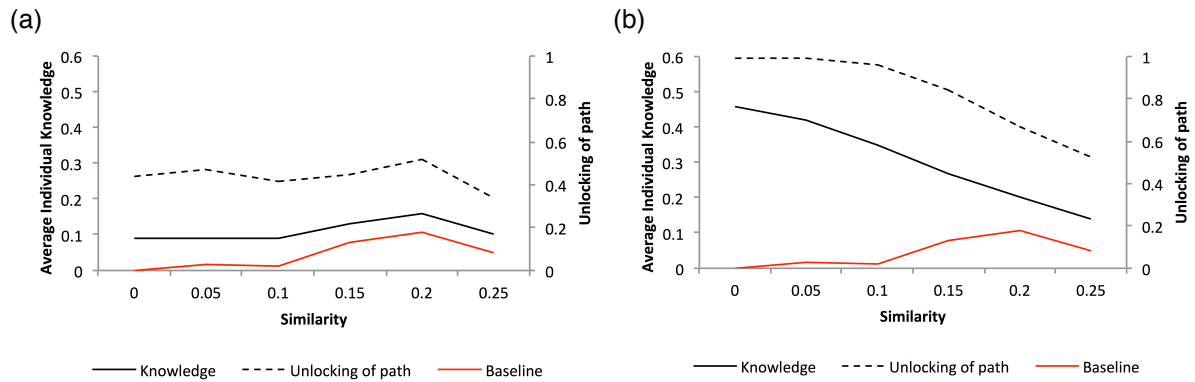 (a)
Average Individual Knowledge
0.6
0.5
0.4
0.3
0.2
0.1
0
1
0.8
0.6
0.4
0.2
0
Unlocking of path
0 0.05 0.1 0.15 0.2 0.25
Similarity
Knowledge Unlocking of path Baseline
(b)
Average Individual Knowledge
0.6
0.5
0.4
0.3
0.2
0.1
0
1
0.8
0.6
0.4
0.2
0
Unlocking of path
0 0.05 0.1 0.15 0.2 0.25
Similarity
Knowledge Unlocking of path Baseline